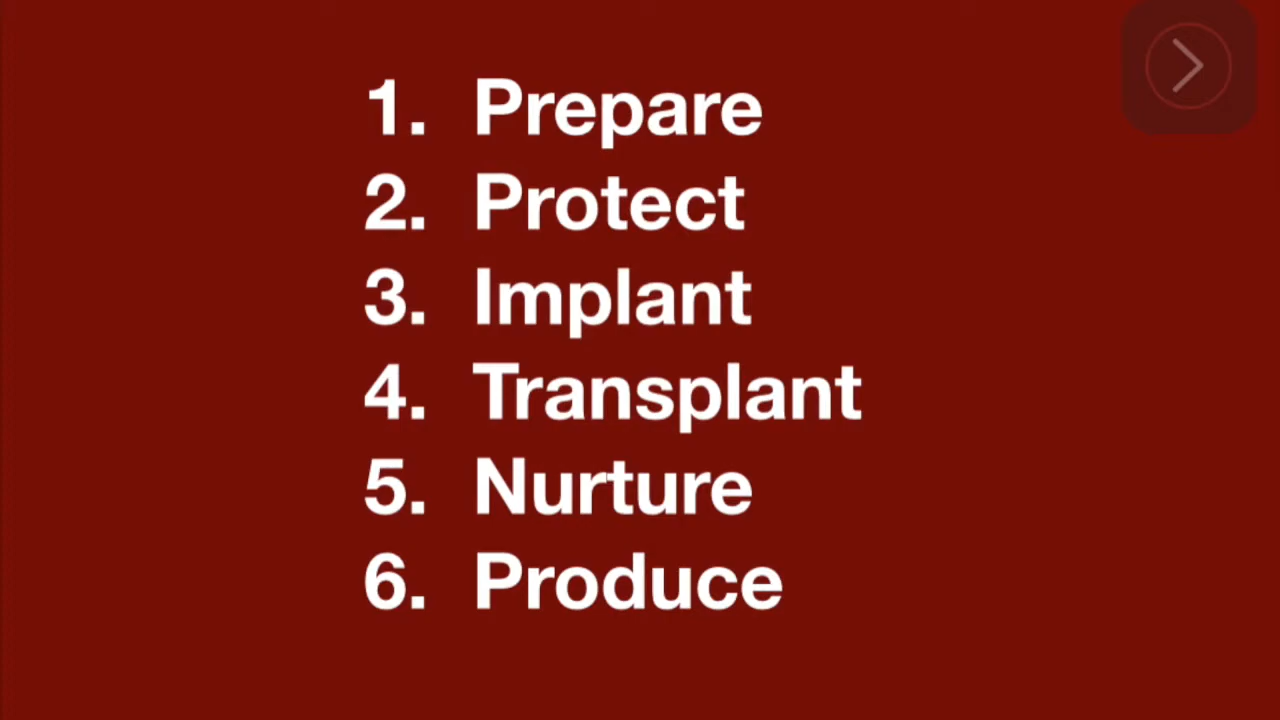 1. Prepare
2. Protect
3. Implant
4. Transplant
5. Nurture
6. Produce